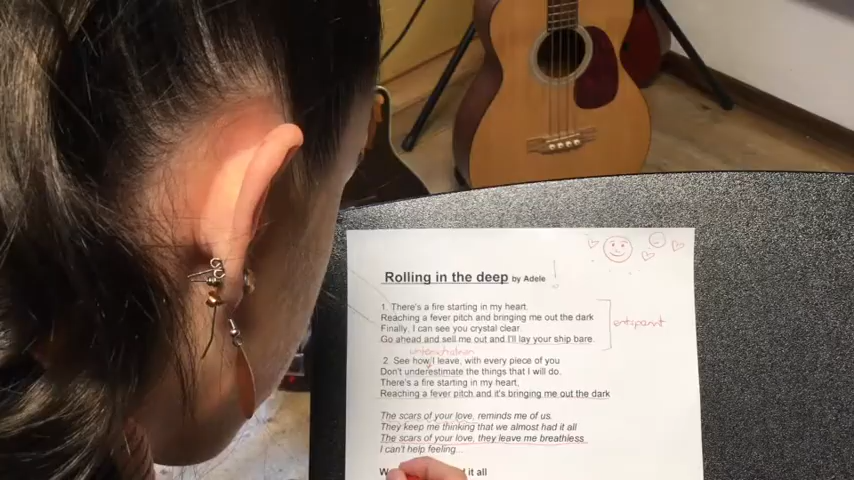 Rolling in the deep by Adele !
1. There's a fire starting in my heart.
Reaching a fever pitch and bringing me out the dark
Finally, I can see you crystal clear.
Go ahead and sell me out and I'll lay your ship bare.
entspannt
2. See how I leave, with every piece of you
Don't underestimate the things that I will do.
There's a fire starting in my heart,
Reaching a fever pitch and it's bringing me out the dark
The scars of your love, reminds me of us.
They keep me thinking that we almost had it all
The scars of your love, they leave me breathless
I can't help feeling...
it all